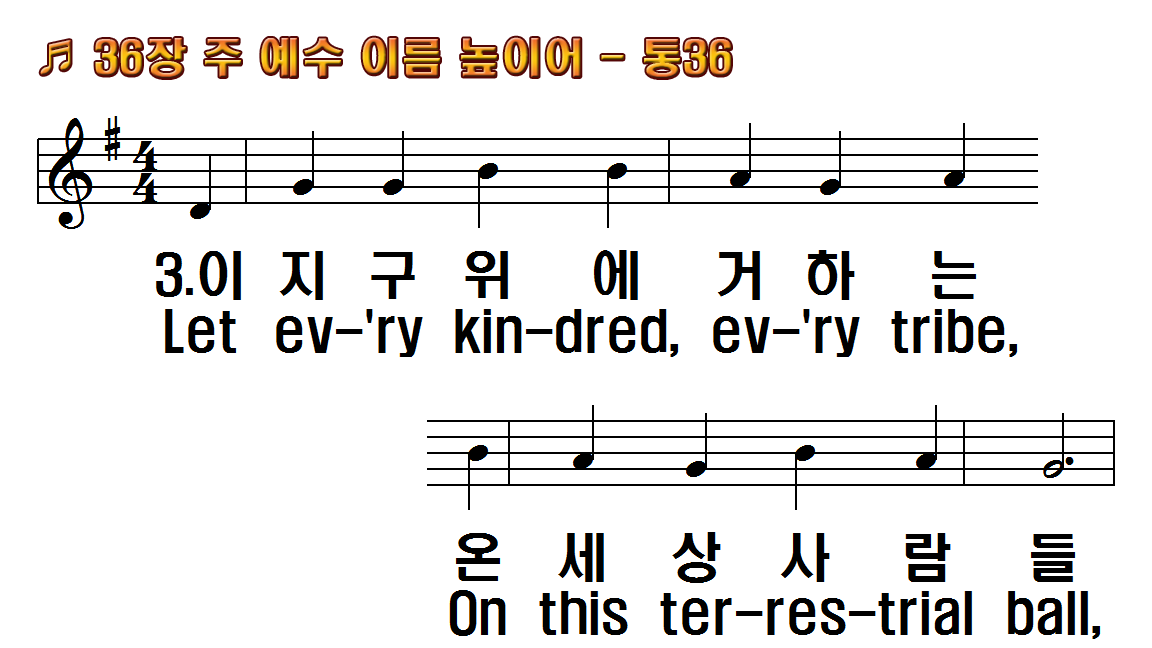 ♬ 36장 주 예수 이름 높이어 - 통36
3.이 지 구 위 에 거 하 는
Let ev-'ry kin-dred, ev-'ry tribe,
온 세 상 사 람 들
On this ter-res-trial ball,